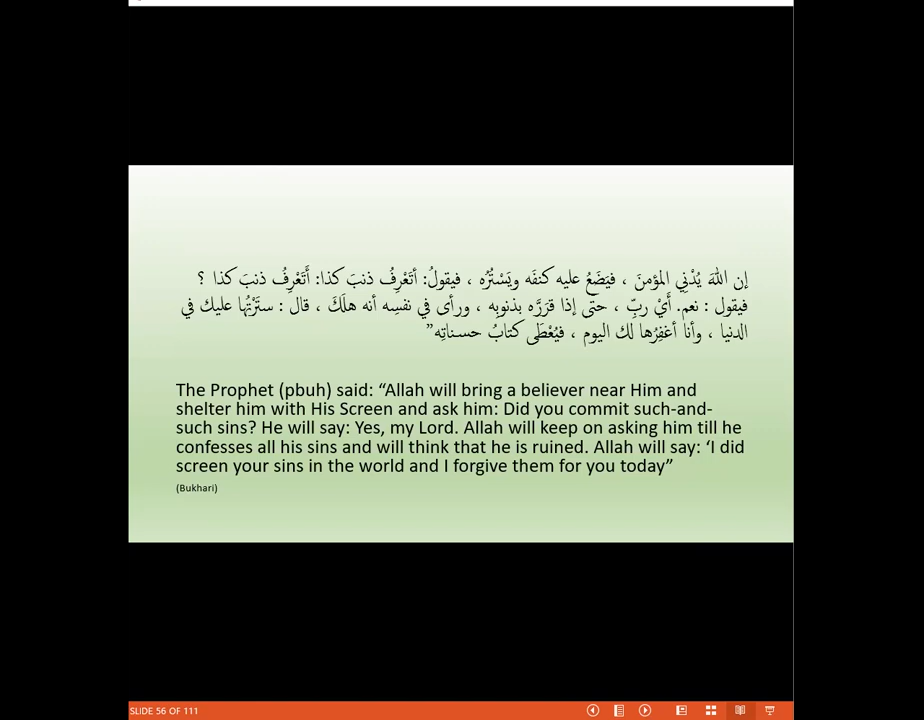 إن اللهَ يُدْنِي المؤمنَ ، فيَضَعُ عليه كنفَه ويَسْتُرُه ، فيقولُ: أتَعْرِفُ ذنبَ كذا: أَتَعْرِفُ ذنبَ كذا ؟
فيقول : نعم. أَيْ ربِّ ، حتى إذا قرَرَّه بذنوبِه ، ورأى في نفسِه أنه هلَكَ ، قال : سترْتُها عليك في
الدنيا ، وأنا أغفِرُها لك اليوم ، فيُعْطَى كتابُ حسناتِه”
The Prophet (pbuh) said: “Allah will bring a believer near Him and
shelter him with His Screen and ask him: Did you commit such-and-
such sins? He will say: Yes, my Lord. Allah will keep on asking him till he
confesses all his sins and will think that he is ruined. Allah will say: ‘I did
screen your sins in the world and I forgive them for you today”
(Bukhari)
SLIDE 56 OF 111